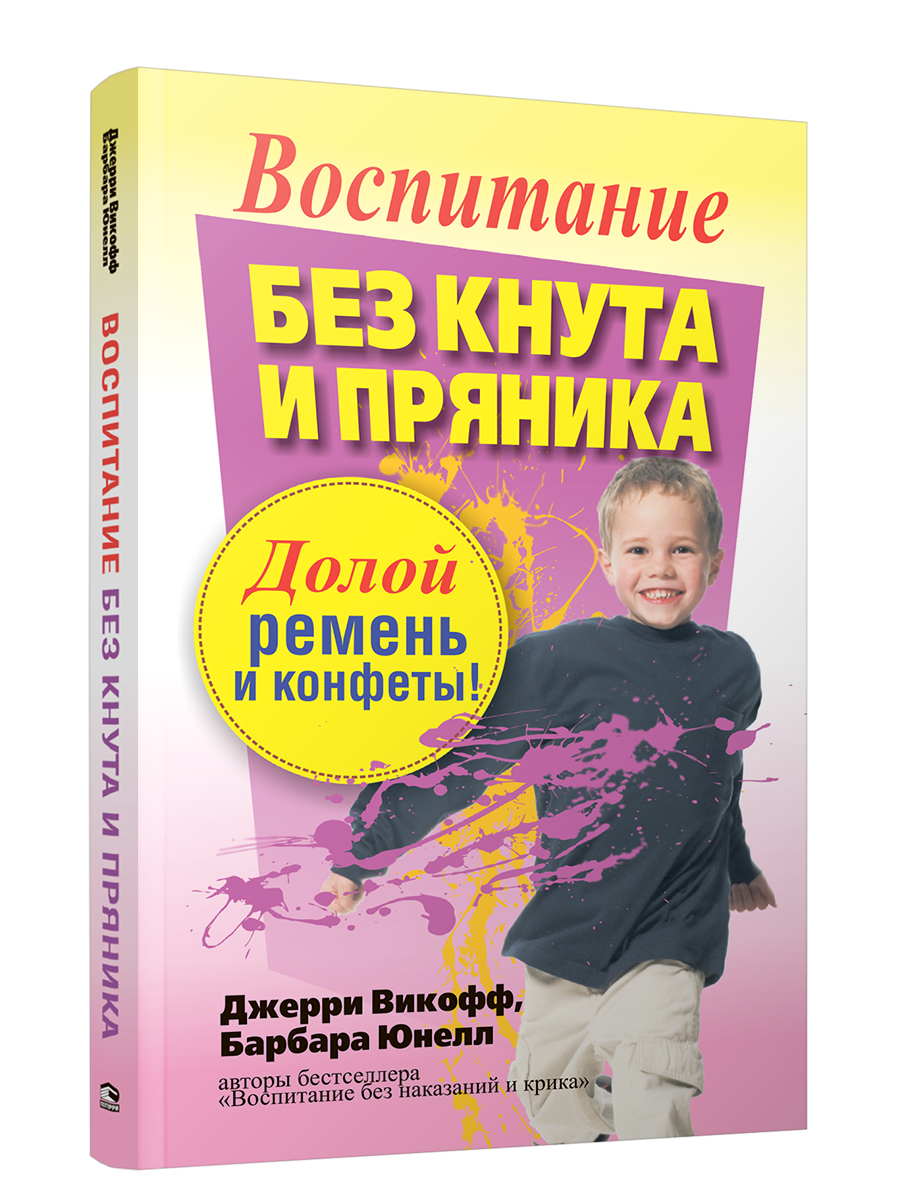 Воспитание
БЕЗ КНУТА
И ПРЯНИКА
Долой
ремень
и конфеты!
Джерри Викофф,
Барбара Юнелл
авторы бестселлера
«Воспитание без наказаний и крика»
Джерри Викофф
Барбара Юнелл
ВОСПИТАНИЕ БЕЗ КНУТА И ПРЯНИКА
ПОПУРРИ